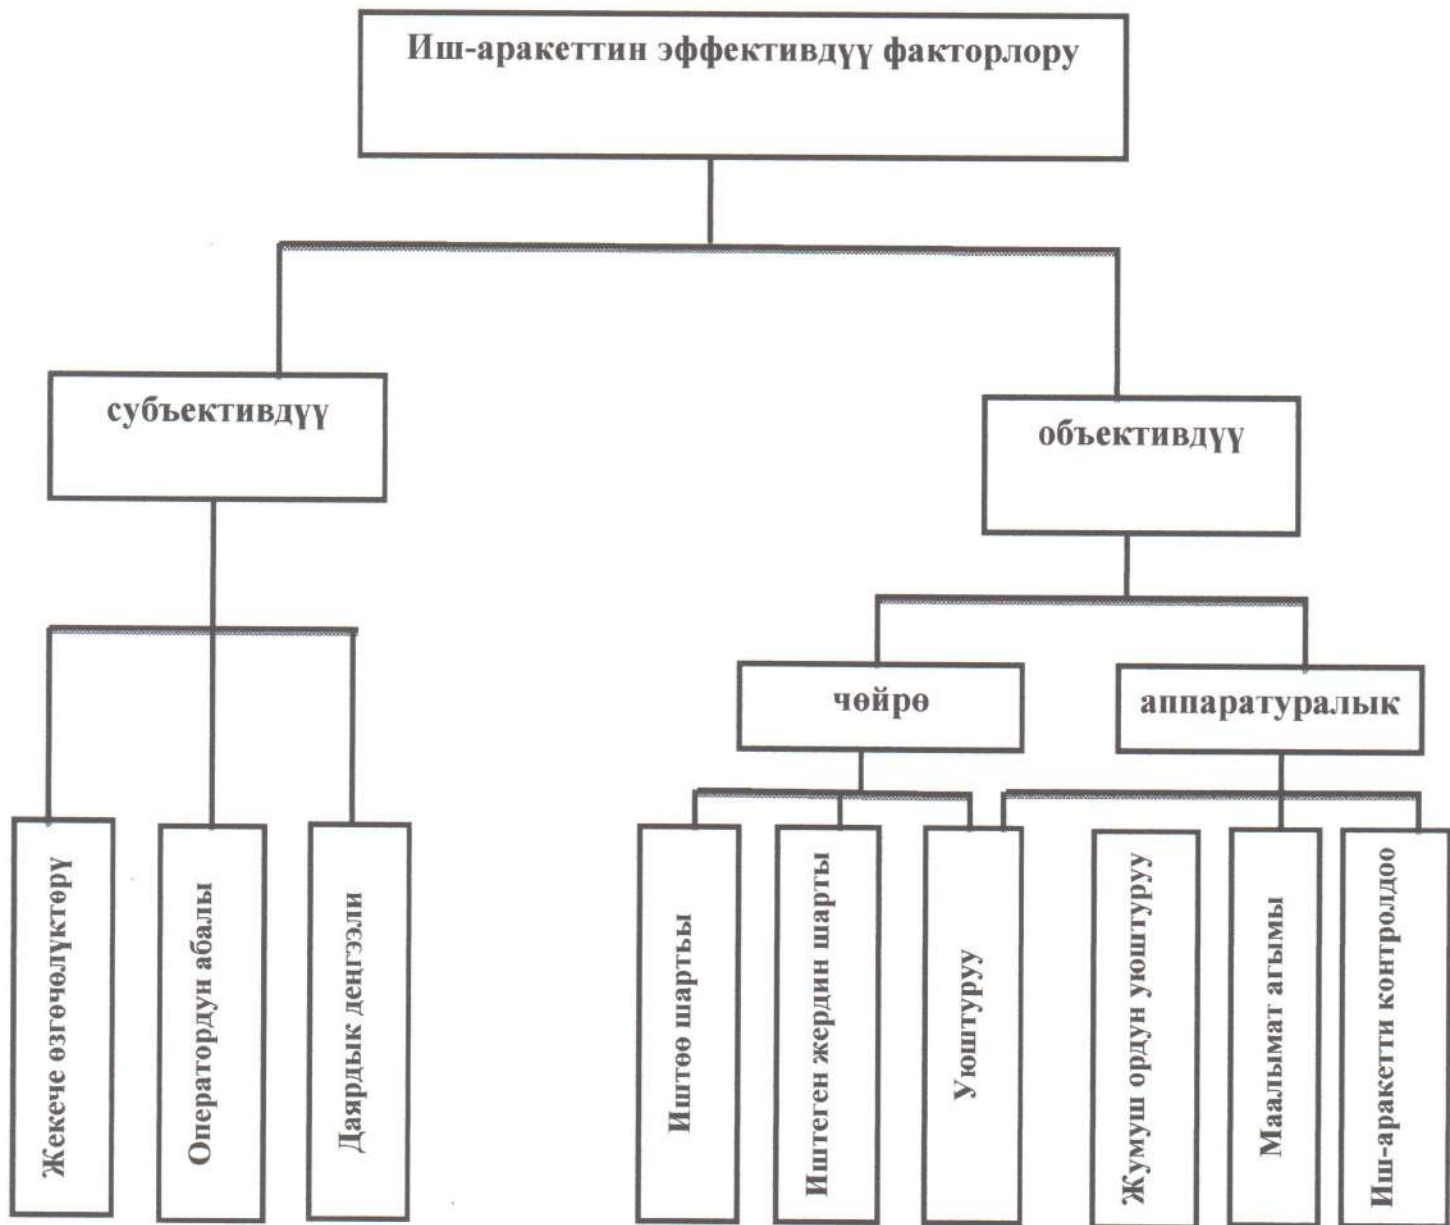 Иш-аракеттин эффективдүү факторлору
субъективдүү
объективдүү
чөйрө
аппаратуралык
Жекече өзгөчөлүктөрү
Оператордун абалы
Даярдык деңгээли
Иштөө шартьы
Иштеген жердин шарты
Уюштуруу
Жумуш ордун уюштуруу
Маалымат агымы
Иш-аракетти контролдоо